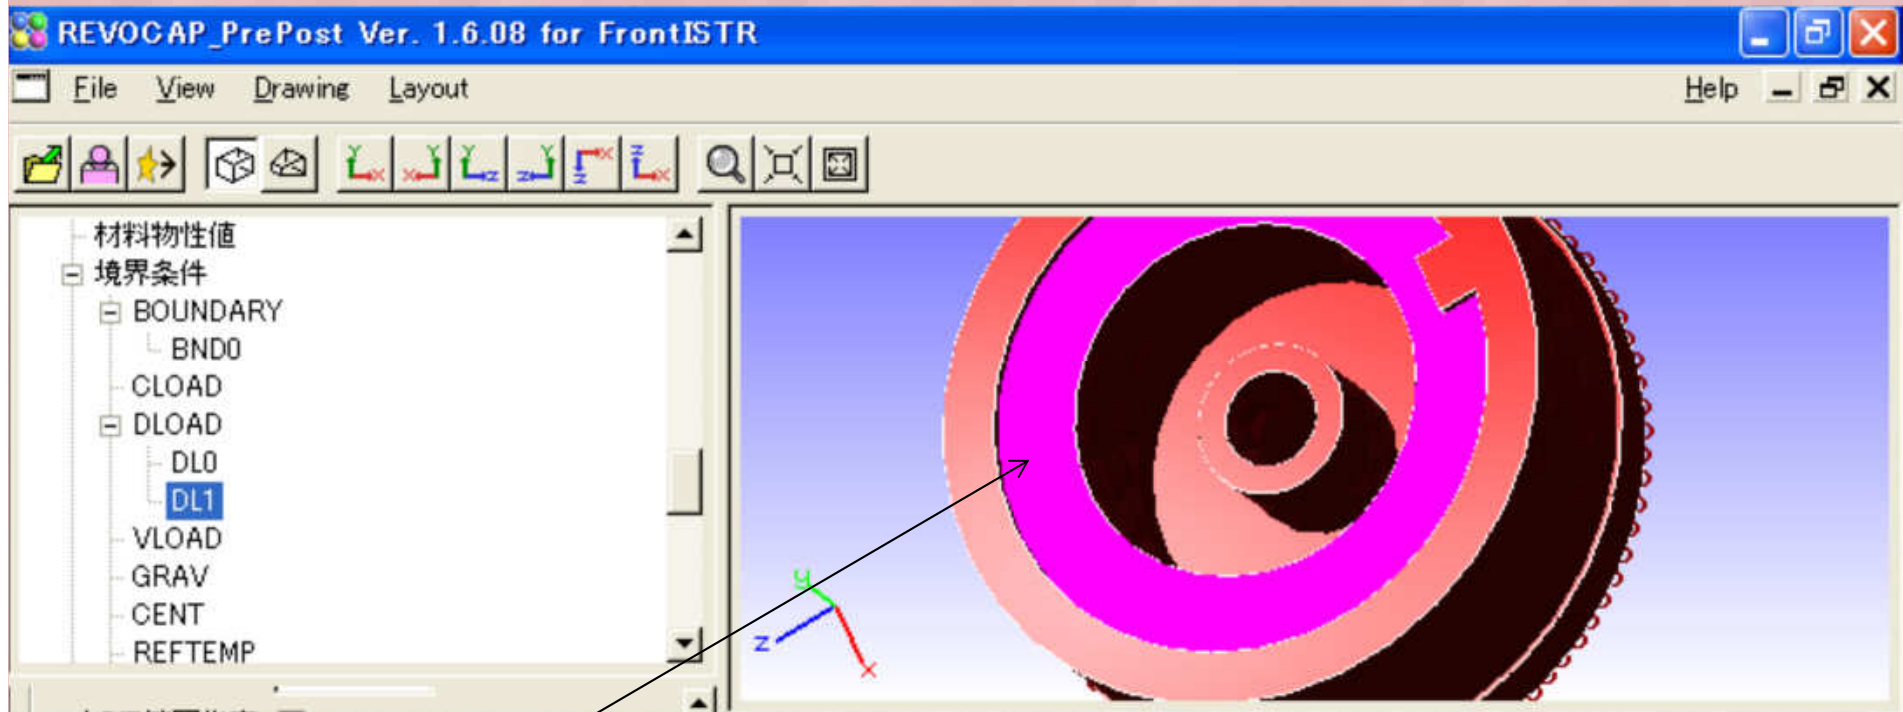 REVOCAP_PrePost Ver. 1.6.08 for FrontISTR
File View Drawing Layout Help
材料物性値
境界条件
BOUNDARY
BND0
CLOAD
DLOAD
DL0
DL1
VLOAD
GRAV
CENT
REFTEMP
y
z
x